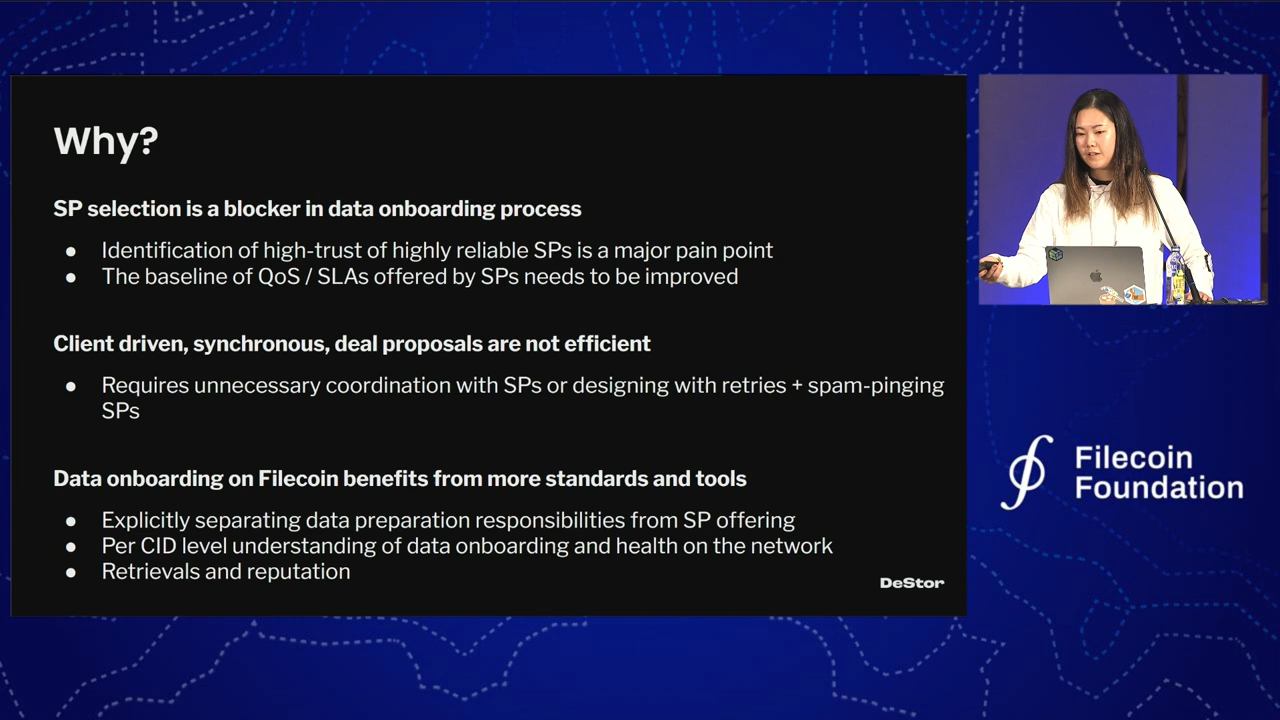 Why?
SP selection is a blocker in data onboarding process
● Identification of high-trust of highly reliable SPs is a major pain point
● The baseline of QoS / SLAs offered by SPs needs to be improved
Client driven, synchronous, deal proposals are not efficient
● Requires unnecessary coordination with SPs or designing with retries + spam-pinging
SPs
Data onboarding on Filecoin benefits from more standards and tools
● Explicitly separating data preparation responsibilities from SP offering
● Per CID level understanding of data onboarding and health on the network
● Retrievals and reputation
DeStor
Filecoin
Foundation